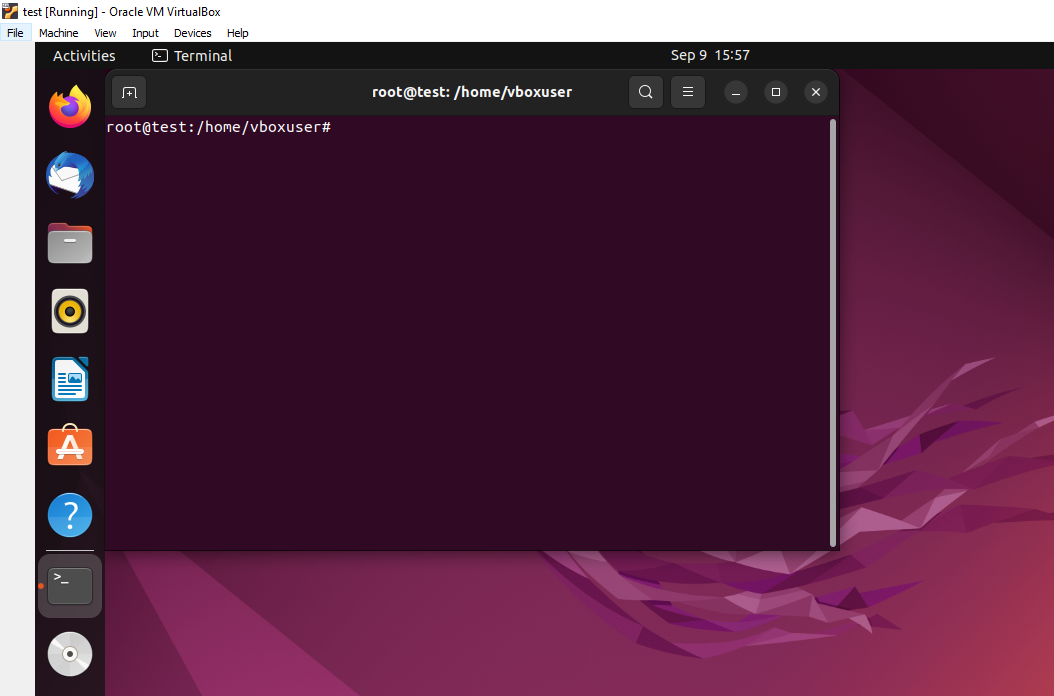 test [Running] - Oracle VM VirtualBox
File Machine View Input Devices Help
Activities Terminal Sep 9 15:57
root@test: /home/vboxuser
root@test:/home/vboxuser#